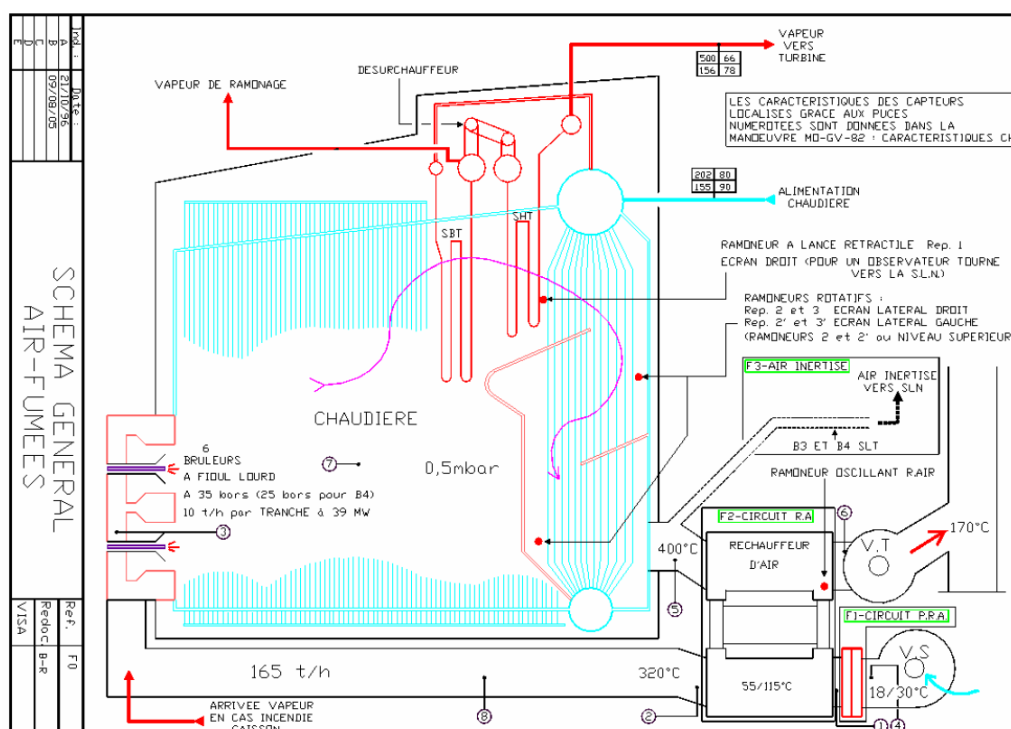 Ind. : Date :
A 21/10/96
B 09/08/05
C
D
E
SCHEMA GENERAL
AIR-FUMEES
Ref. F0
Redac. B-R
VISA
VAPEUR DE RAMONAGE
DESURCHAUFFEUR
500 66
156 78
VAPEUR
VERS
TURBINE
LES CARACTERISTIQUES DES CAPTEURS
LOCALISES GRACE AUX PUCES
NUMEROTEES SONT DONNEES DANS LA
MANOEUVRE MO-GV-82 : CARACTERISTIQUES CH
202 80
155 90
ALIMENTATION
CHAUDIERE
SBT
SHT
RAMONEUR A LANCE RETRACTILE Rep. 1
ECRAN DROIT (POUR UN OBSERVATEUR TOURNE
VERS LA S.L.N.)
RAMONEURS ROTATIFS :
Rep. 2 et 3 ECRAN LATERAL DROIT
Rep. 2' et 3' ECRAN LATERAL GAUCHE
(RAMONEURS 2 et 2' au NIVEAU SUPERIEUR
F3-AIR INERTISE
AIR INERTISE
VERS SLN
B3 ET B4 SLT
CHAUDIERE
6
BRULEURS
A FIOUL LOURD
A 35 bars (25 bars pour B4)
10 t/h par TRANCHE à 39 MW
7
0,5mbar
3
RAMONEUR OSCILLANT R.AIR
F2-CIRCUIT R.A
6
400°C
RECHAUFFEUR
D'AIR
V.T
170°C
5
F1-CIRCUIT P.R.A.
165 t/h
320°C
55/115°C
V.S
18/30°C
8
2
1
4
ARRIVEE VAPEUR
EN CAS INCENDIE
CAISSON